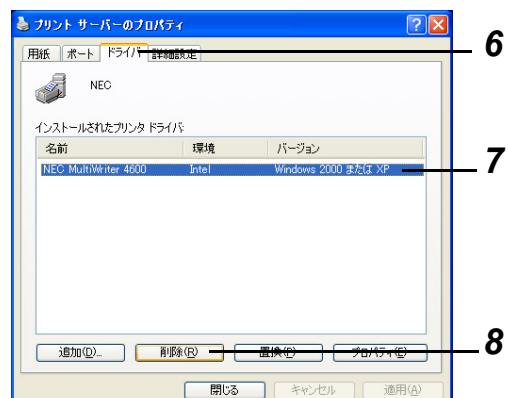 プリント サーバーのプロパティ
用紙 ポート ドライバ 詳細設定 6
NEC
インストールされたプリンタ ドライバ:
名前 環境 バージョン
NEC MultiWriter 4600 Intel Windows 2000 または XP 7
追加(D)... 削除(R) 置換(P) プロパティ(E) 8
閉じる キャンセル 適用(A)